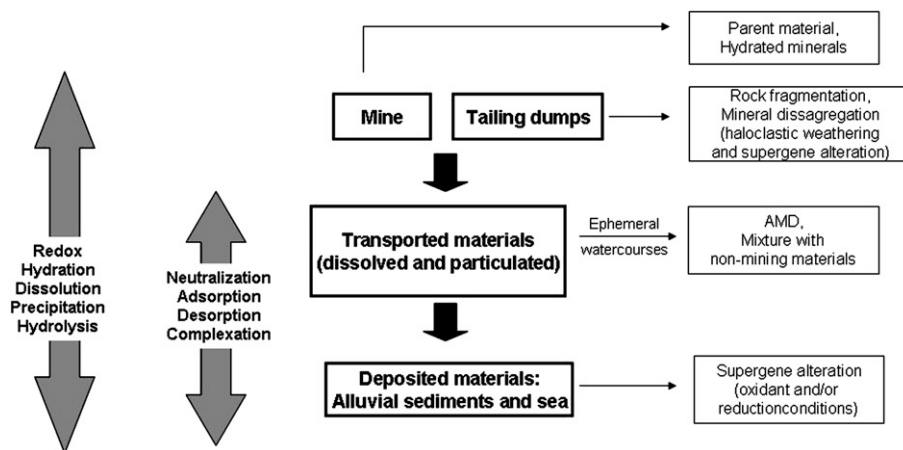 Parent material,
Hydrated minerals
Mine
Tailing dumps
Rock fragmentation,
Mineral dissagregation
(haloclastic weathering
and supergene alteration)
Redox
Hydration
Dissolution
Precipitation
Hydrolysis
Neutralization
Adsorption
Desorption
Complexation
Transported materials
(dissolved and particulated)
Ephemeral
watercourses
AMD,
Mixture with
non-mining materials
Deposited materials:
Alluvial sediments and sea
Supergene alteration
(oxidant and/or
reductionconditions)